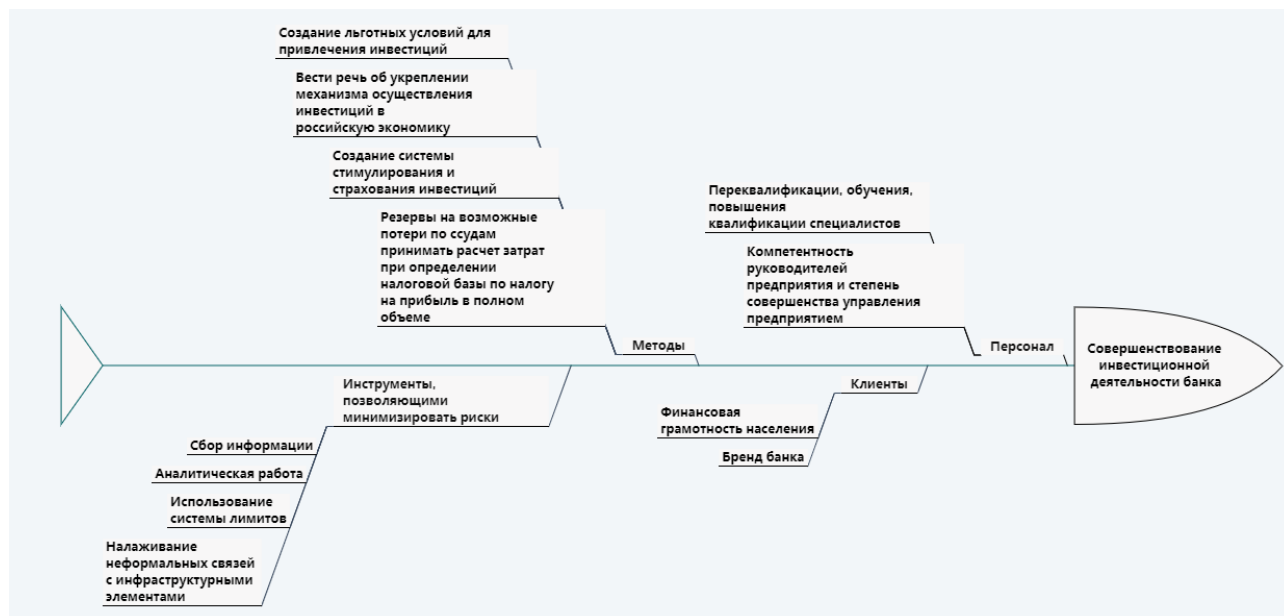 Создание льготных условий для
привлечения инвестиций
Вести речь об укреплении
механизма осуществления
инвестиций в
российскую экономику
Создание системы
стимулирования и
страхования инвестиций
Резервы на возможные
потери по ссудам
принимать расчет затрат
при определении
налоговой базы по налогу
на прибыль в полном
объеме
Методы
Переквалификации, обучения,
повышения
квалификации специалистов
Компетентность
руководителей
предприятия и степень
совершенства управления
предприятием
Персонал
Совершенствование
инвестиционной
деятельности банка
Инструменты,
позволяющими
минимизировать риски
Сбор информации
Аналитическая работа
Использование
системы лимитов
Налаживание
неформальных связей
с инфраструктурными
элементами
Клиенты
Финансовая
грамотность населения
Бренд банка